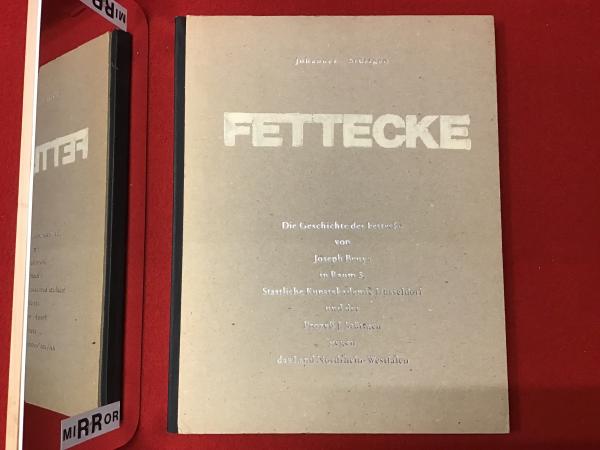 MIRROR
Johannes Stüttgen
FETTECKE
Die Geschichte der Fettecke
von
Joseph Beuys
in Raum 3,
Staatliche Kunstakademie Düsseldorf
und der
Prozeß J. Stüttgen
gegen
das Land Nordrhein-Westfalen
MIRROR